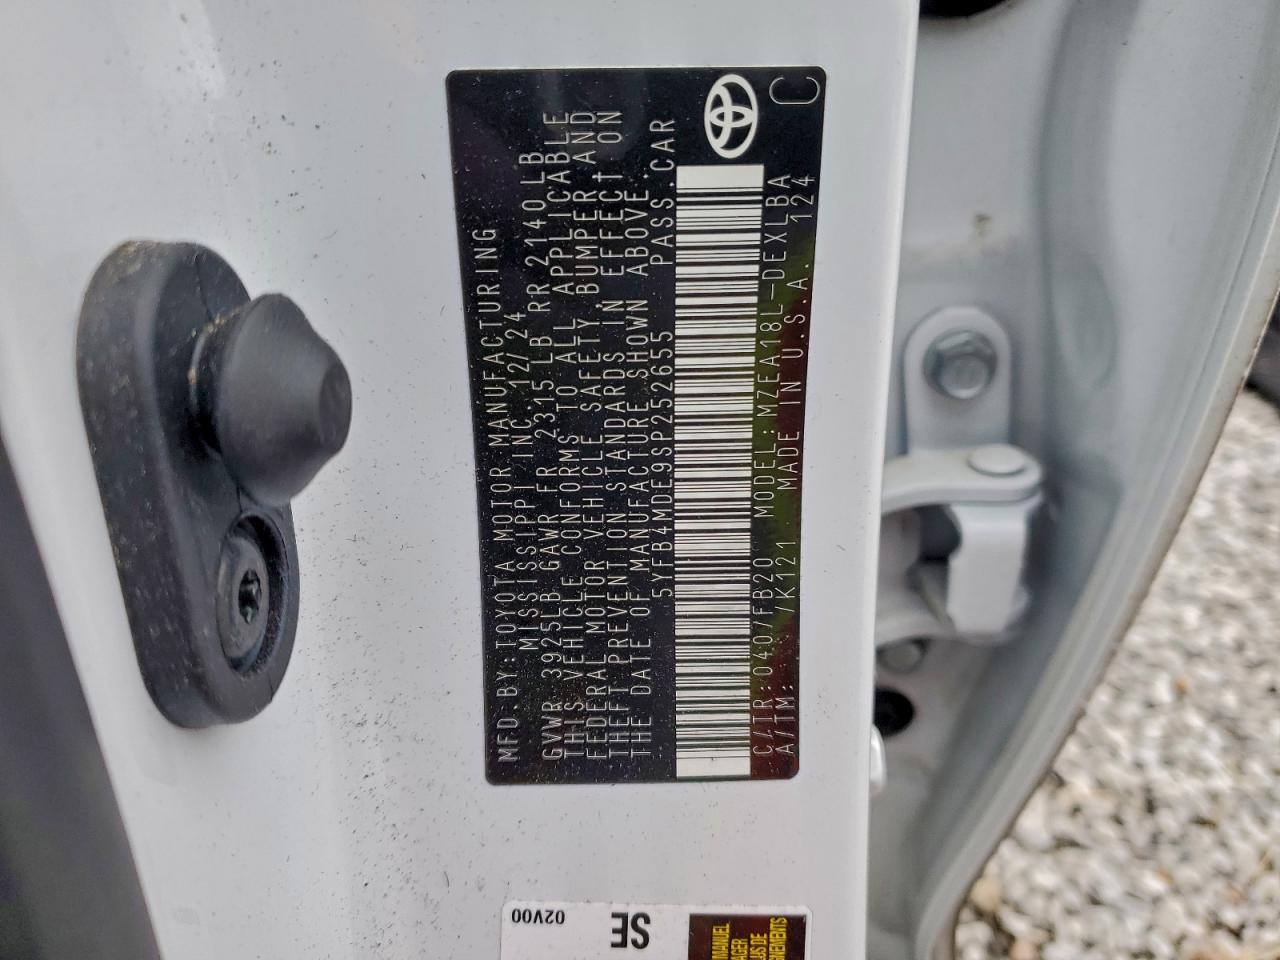 MFD.BY:TOYOTA MOTOR MANUFACTURING
MISSISSIPPI INC. 12/24
GVWR 3925LB GAWR FR 2315LB RR 2140LB
THIS VEHICLE CONFORMS TO ALL APPLICABLE
FEDERAL MOTOR VEHICLE SAFETY, BUMPER, AND
THEFT PREVENTION STANDARDS IN EFFECT ON
THE DATE OF MANUFACTURE SHOWN ABOVE.
5YFB4MDE9SP252655 PASS.CAR
C/TR:040/FB20 MODEL:MZEA18L-DEXLBA
A/TM: /K121 MADE IN U.S.A. 124
C
02V00
SE
MANUEL